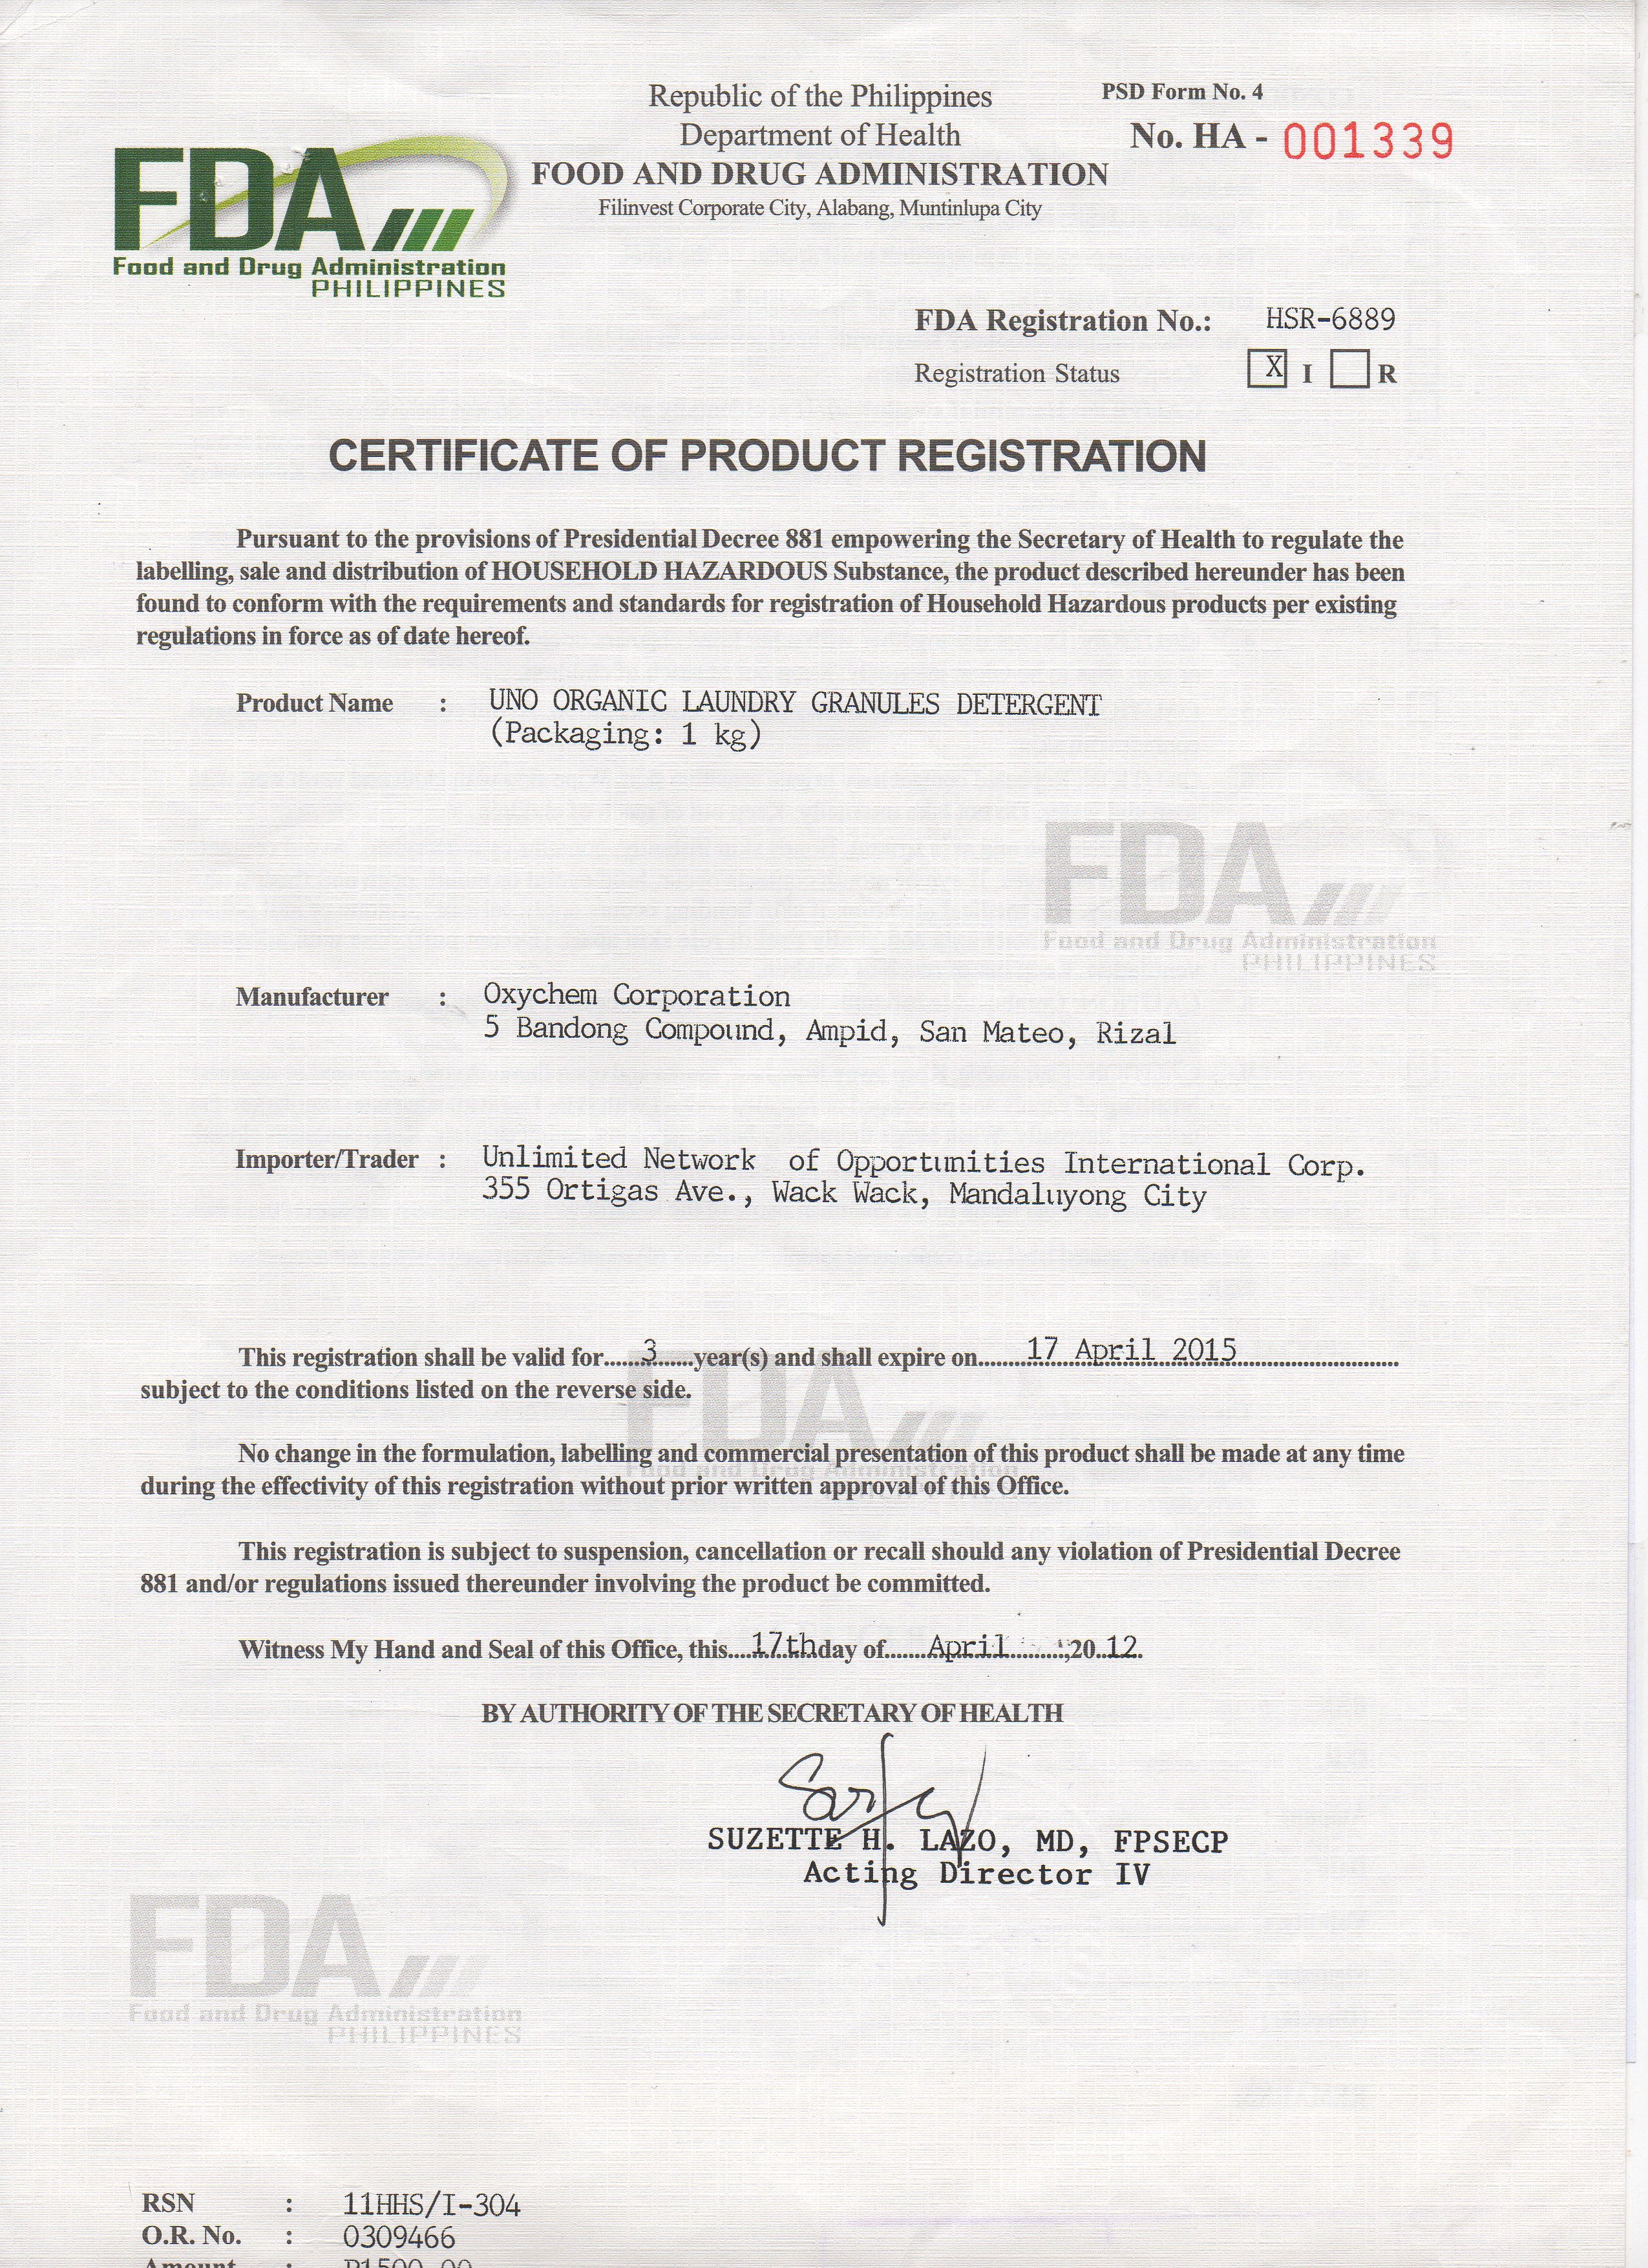 Republic of the Philippines
Department of Health
FOOD AND DRUG ADMINISTRATION
Filinvest Corporate City, Alabang, Muntinlupa City
PSD Form No. 4
No. HA - 001339
FDA
Food and Drug Administration
PHILIPPINES
FDA Registration No.: HSR-6889
Registration Status X I R
CERTIFICATE OF PRODUCT REGISTRATION
Pursuant to the provisions of Presidential Decree 881 empowering the Secretary of Health to regulate the
labelling, sale and distribution of HOUSEHOLD HAZARDOUS Substance, the product described hereunder has been
found to conform with the requirements and standards for registration of Household Hazardous products per existing
regulations in force as of date hereof.
Product Name : UNO ORGANIC LAUNDRY GRANULES DETERGENT
(Packaging: 1 kg)
FDA
Food and Drug Administration
PHILIPPINES
Manufacturer : Oxychem Corporation
5 Bandong Compound, Ampid, San Mateo, Rizal
Importer/Trader : Unlimited Network of Opportunities International Corp.
355 Ortigas Ave., Wack Wack, Mandaluyong City
This registration shall be valid for......3......year(s) and shall expire on........17 April 2015........
subject to the conditions listed on the reverse side.
FDA
Food and Drug Administration
PHILIPPINES
No change in the formulation, labelling and commercial presentation of this product shall be made at any time
during the effectivity of this registration without prior written approval of this Office.
This registration is subject to suspension, cancellation or recall should any violation of Presidential Decree
881 and/or regulations issued thereunder involving the product be committed.
Witness My Hand and Seal of this Office, this....17th day of.......April........,20..12.
BY AUTHORITY OF THE SECRETARY OF HEALTH
SUZETTE H. LAZO, MD, FPSECP
Acting Director IV
FDA
Food and Drug Administration
PHILIPPINES
RSN : 11HHS/I-304
O.R. No. : 0309466
Amount : P1500.00